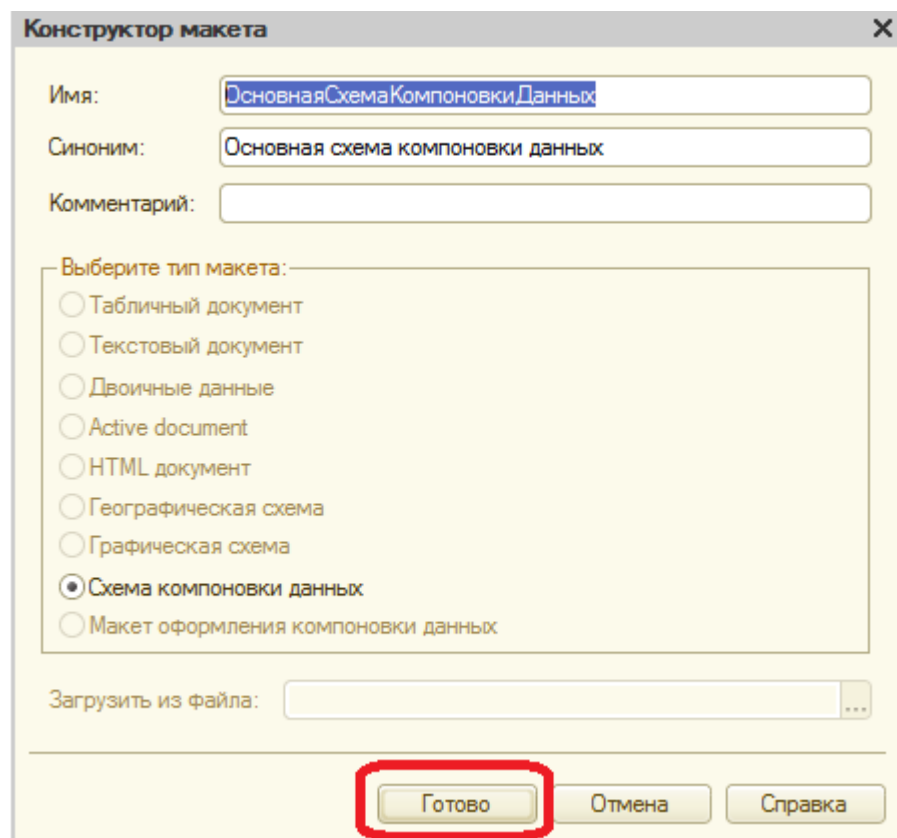 Конструктор макета
Имя: ОсновнаяСхемаКомпоновкиДанных
Синоним: Основная схема компоновки данных
Комментарий:
Выберите тип макета:
Табличный документ
Текстовый документ
Двоичные данные
Active document
HTML документ
Географическая схема
Графическая схема
Схема компоновки данных
Макет оформления компоновки данных
Загрузить из файла: ...
Готово Отмена Справка